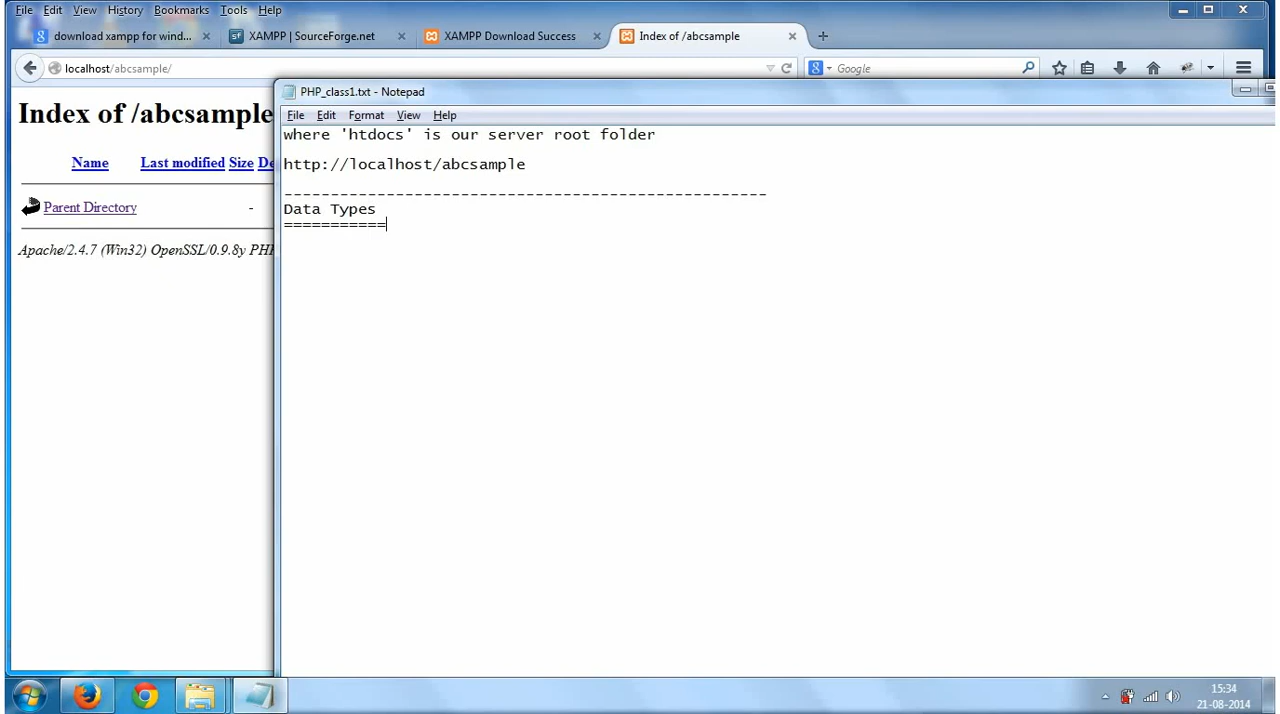 File Edit View History Bookmarks Tools Help
download xampp for wind...
XAMPP | SourceForge.net
XAMPP Download Success
Index of /abcsample
localhost/abcsample/
Google
Index of /abcsample
Name Last modified Size De
Parent Directory -
Apache/2.4.7 (Win32) OpenSSL/0.9.8y PHP
PHP_class1.txt - Notepad
File Edit Format View Help
where 'htdocs' is our server root folder
http://localhost/abcsample
----------------------------------------------------
Data Types
===========
15:34
21-08-2014